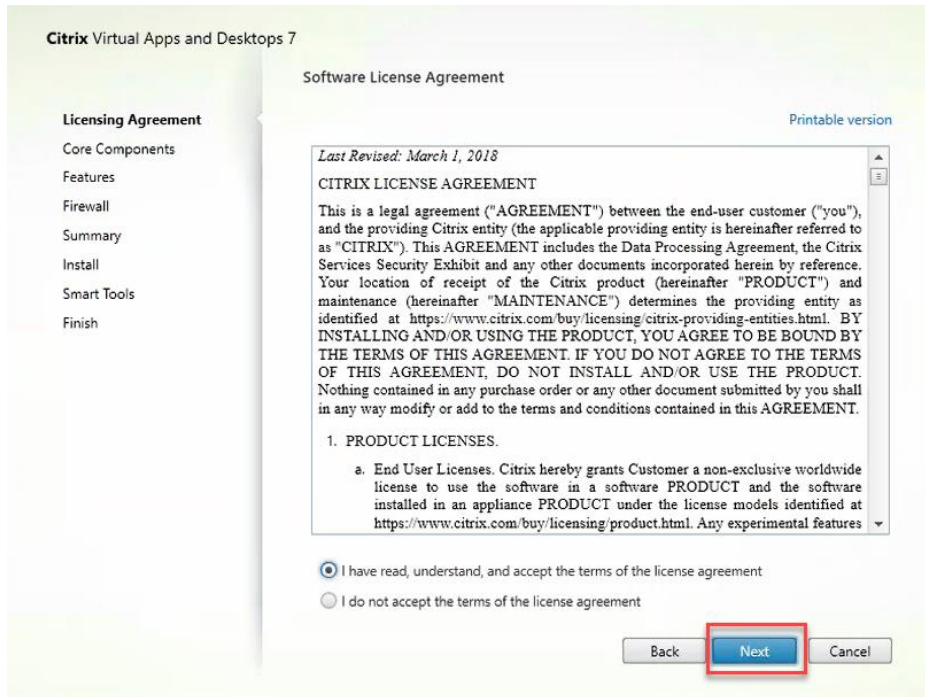 Citrix Virtual Apps and Desktops 7
Software License Agreement
Licensing Agreement
Core Components
Features
Firewall
Summary
Install
Smart Tools
Finish
Printable version
Last Revised: March 1, 2018
CITRIX LICENSE AGREEMENT
This is a legal agreement ("AGREEMENT") between the end-user customer ("you"),
and the providing Citrix entity (the applicable providing entity is hereinafter referred to
as "CITRIX"). This AGREEMENT includes the Data Processing Agreement, the Citrix
Services Security Exhibit and any other documents incorporated herein by reference.
Your location of receipt of the Citrix product (hereinafter "PRODUCT") and
maintenance (hereinafter "MAINTENANCE") determines the providing entity as
identified at https://www.citrix.com/buy/licensing/citrix-providing-entities.html. BY
INSTALLING AND/OR USING THE PRODUCT, YOU AGREE TO BE BOUND BY
THE TERMS OF THIS AGREEMENT. IF YOU DO NOT AGREE TO THE TERMS
OF THIS AGREEMENT, DO NOT INSTALL AND/OR USE THE PRODUCT.
Nothing contained in any purchase order or any other document submitted by you shall
in any way modify or add to the terms and conditions contained in this AGREEMENT.
1. PRODUCT LICENSES.
a. End User Licenses. Citrix hereby grants Customer a non-exclusive worldwide
license to use the software in a software PRODUCT and the software
installed in an appliance PRODUCT under the license models identified at
https://www.citrix.com/buy/licensing/product.html. Any experimental features
I have read, understand, and accept the terms of the license agreement
I do not accept the terms of the license agreement
Back
Next
Cancel